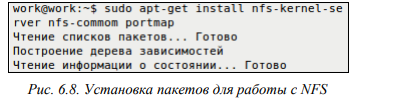 work@work:~$ sudo apt-get install nfs-kernel-se
rver nfs-commom portmap
Чтение списков пакетов... Готово
Построение дерева зависимостей
Чтение информации о состоянии... Готово
Рис. 6.8. Установка пакетов для работы с NFS